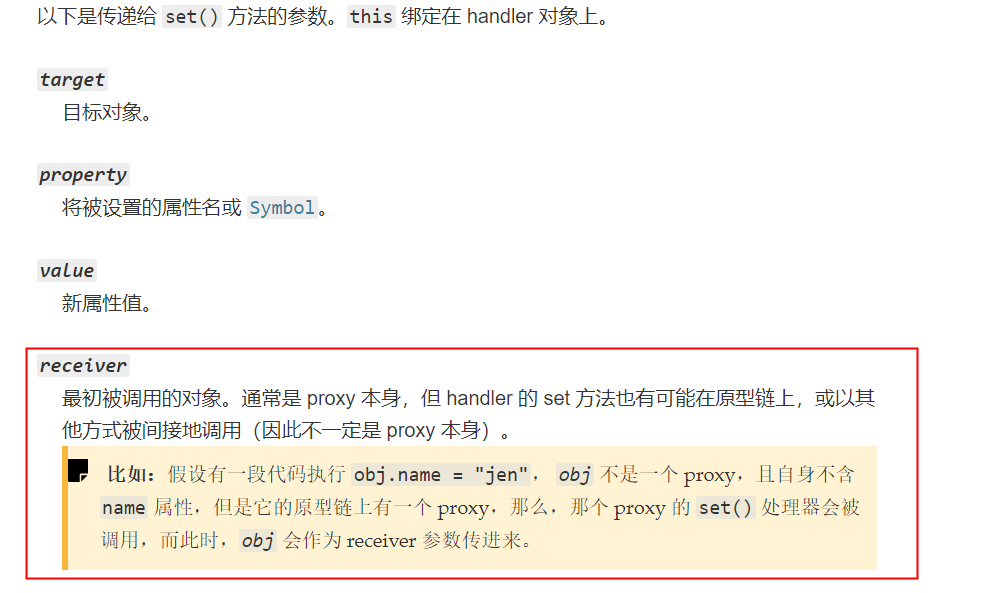 以下是传递给 set() 方法的参数。this 绑定在 handler 对象上。
target
目标对象。
property
将被设置的属性名或 Symbol。
value
新属性值。
receiver
最初被调用的对象。通常是 proxy 本身，但 handler 的 set 方法也有可能在原型链上，或以其
他方式被间接地调用（因此不一定是 proxy 本身）。
比如：假设有一段代码执行 obj.name = "jen"， obj 不是一个 proxy，且自身不含
name 属性，但是它的原型链上有一个 proxy，那么，那个 proxy 的 set() 处理器会被
调用，而此时，obj 会作为 receiver 参数传进来。